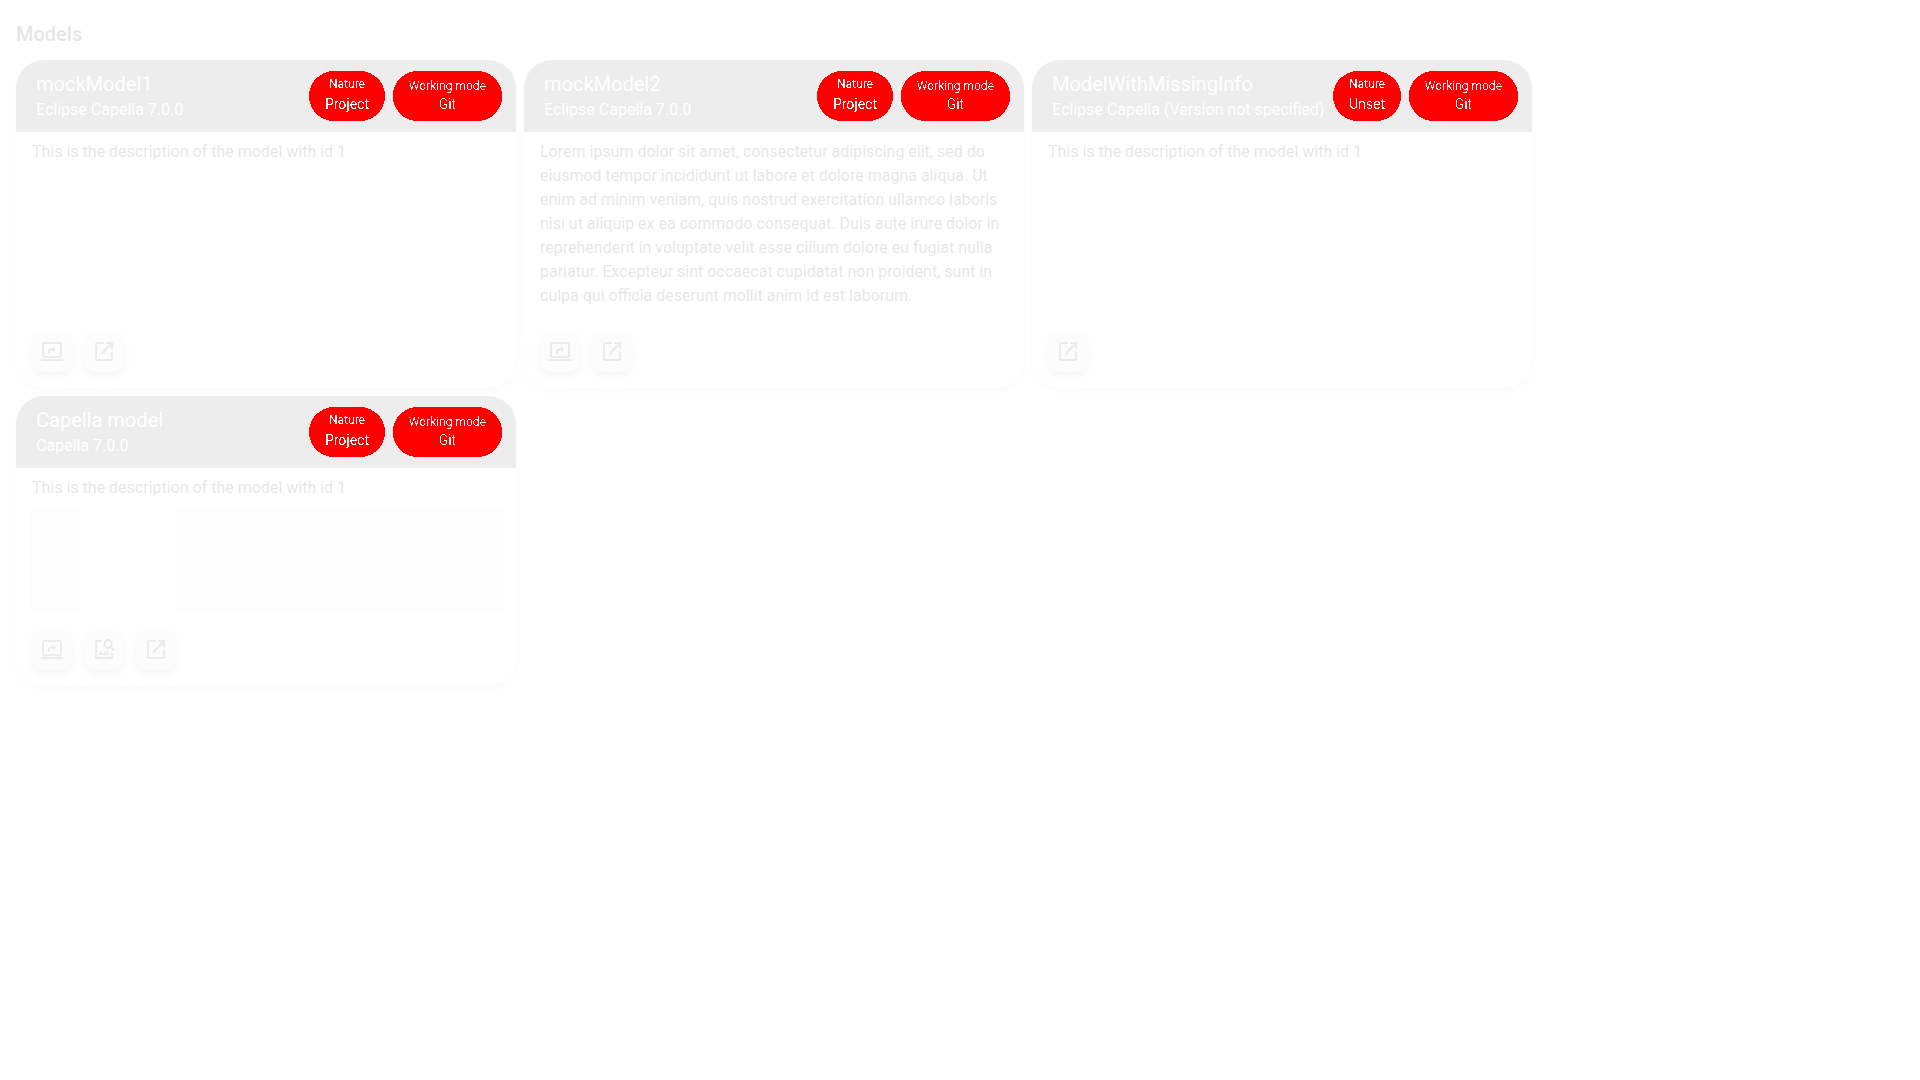 Models
mockModel1
Eclipse Capella 7.0.0
Nature
Project
Working mode
Git
This is the description of the model with id 1
mockModel2
Eclipse Capella 7.0.0
Nature
Project
Working mode
Git
Lorem ipsum dolor sit amet, consectetur adipiscing elit, sed do
eiusmod tempor incididunt ut labore et dolore magna aliqua. Ut
enim ad minim veniam, quis nostrud exercitation ullamco laboris
nisi ut aliquip ex ea commodo consequat. Duis aute irure dolor in
reprehenderit in voluptate velit esse cillum dolore eu fugiat nulla
pariatur. Excepteur sint occaecat cupidatat non proident, sunt in
culpa qui officia deserunt mollit anim id est laborum.
ModelWithMissingInfo
Eclipse Capella (Version not specified)
Nature
Unset
Working mode
Git
This is the description of the model with id 1
Capella model
Capella 7.0.0
Nature
Project
Working mode
Git
This is the description of the model with id 1